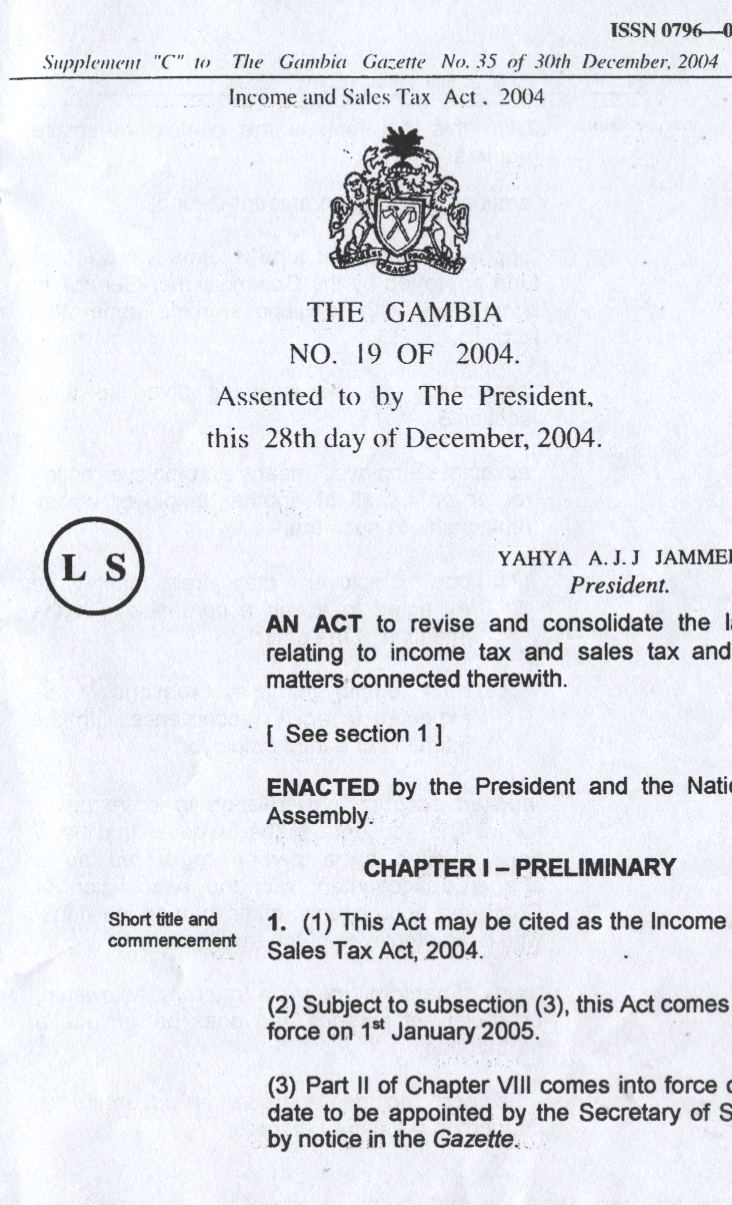 ISSN 0796—0
Supplement "C" to The Gambia Gazette No. 35 of 30th December, 2004
Income and Sales Tax Act . 2004
PROGRESS PEACE PROSPERITY
THE GAMBIA
NO. 19 OF 2004.
Assented to by The President,
this 28th day of December, 2004.
L S
YAHYA A.J.J JAMMEH
President.
AN ACT to revise and consolidate the l
relating to income tax and sales tax and
matters connected therewith.
[ See section 1 ]
ENACTED by the President and the Natio
Assembly.
CHAPTER I – PRELIMINARY
Short title and
commencement
1. (1) This Act may be cited as the Income
Sales Tax Act, 2004.
(2) Subject to subsection (3), this Act comes
force on 1st January 2005.
(3) Part II of Chapter VIII comes into force o
date to be appointed by the Secretary of S
by notice in the Gazette.